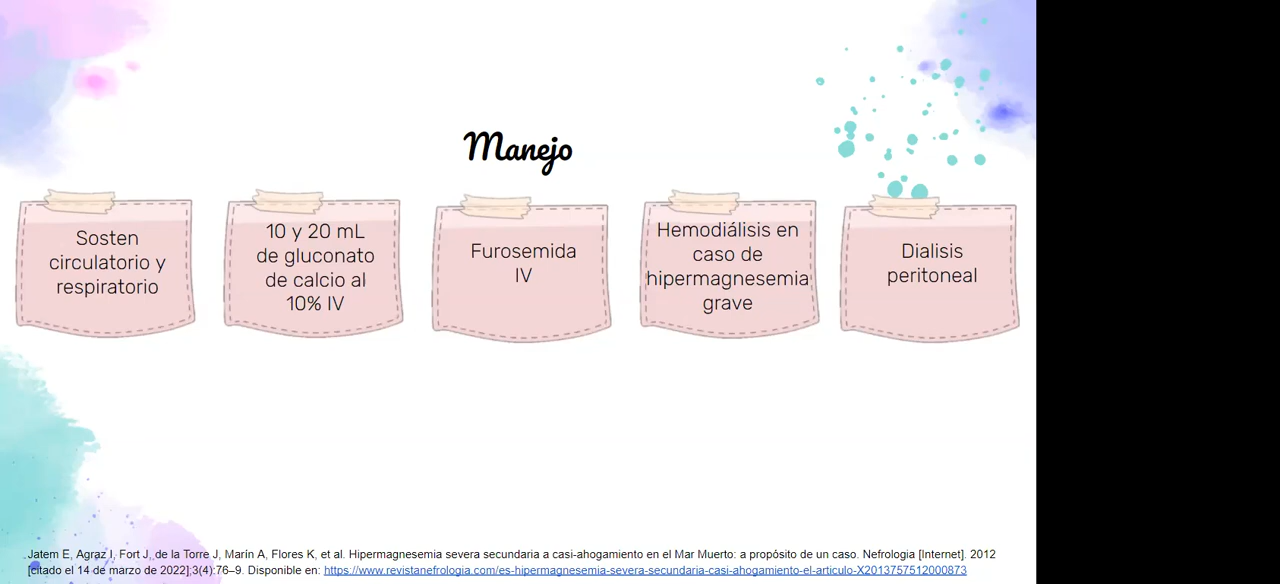 Manejo
Sosten
circulatorio y
respiratorio
10 y 20 mL
de gluconato
de calcio al
10% IV
Furosemida
IV
Hemodiálisis en
caso de
hipermagnesemia
grave
Dialisis
peritoneal
Jatem E, Agraz I, Fort J, de la Torre J, Marín A, Flores K, et al. Hipermagnesemia severa secundaria a casi-ahogamiento en el Mar Muerto: a propósito de un caso. Nefrologia [Internet]. 2012
[citado el 14 de marzo de 2022];3(4):76–9. Disponible en: https://www.revistanefrologia.com/es-hipermagnesemia-severa-secundaria-casi-ahogamiento-el-articulo-X2013757512000873